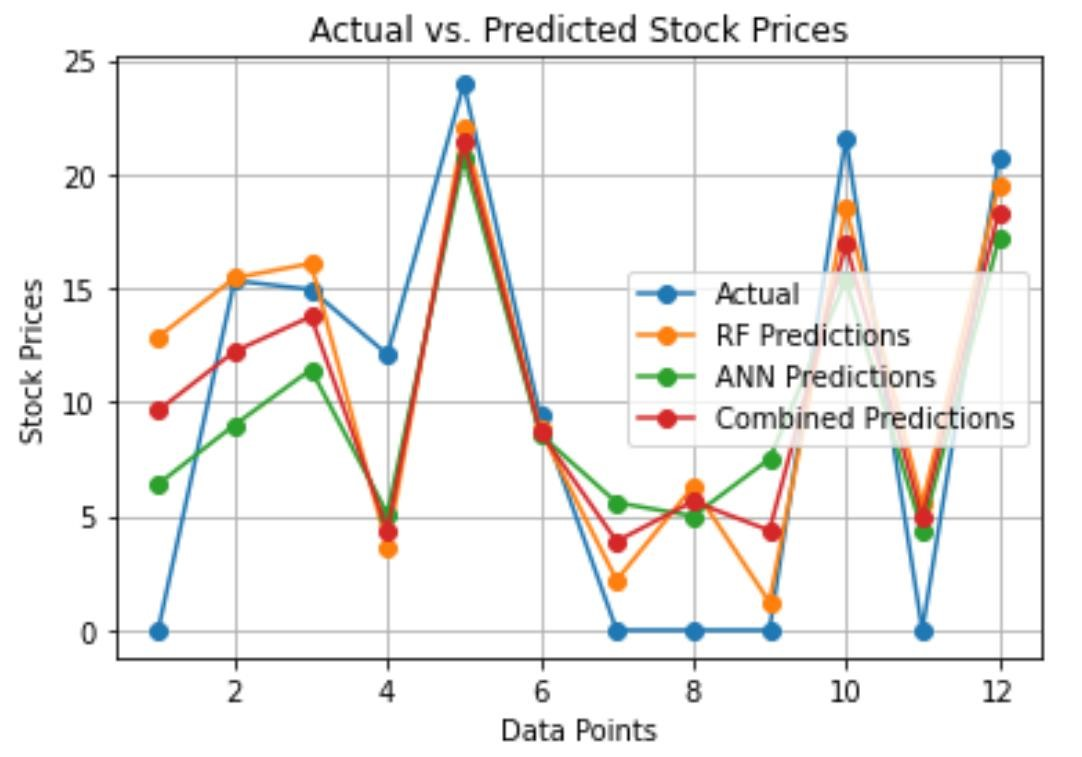 Actual vs. Predicted Stock Prices
25
20
15
10
5
0
Stock Prices
Actual
RF Predictions
ANN Predictions
Combined Predictions
2 4 6 8 10 12
Data Points